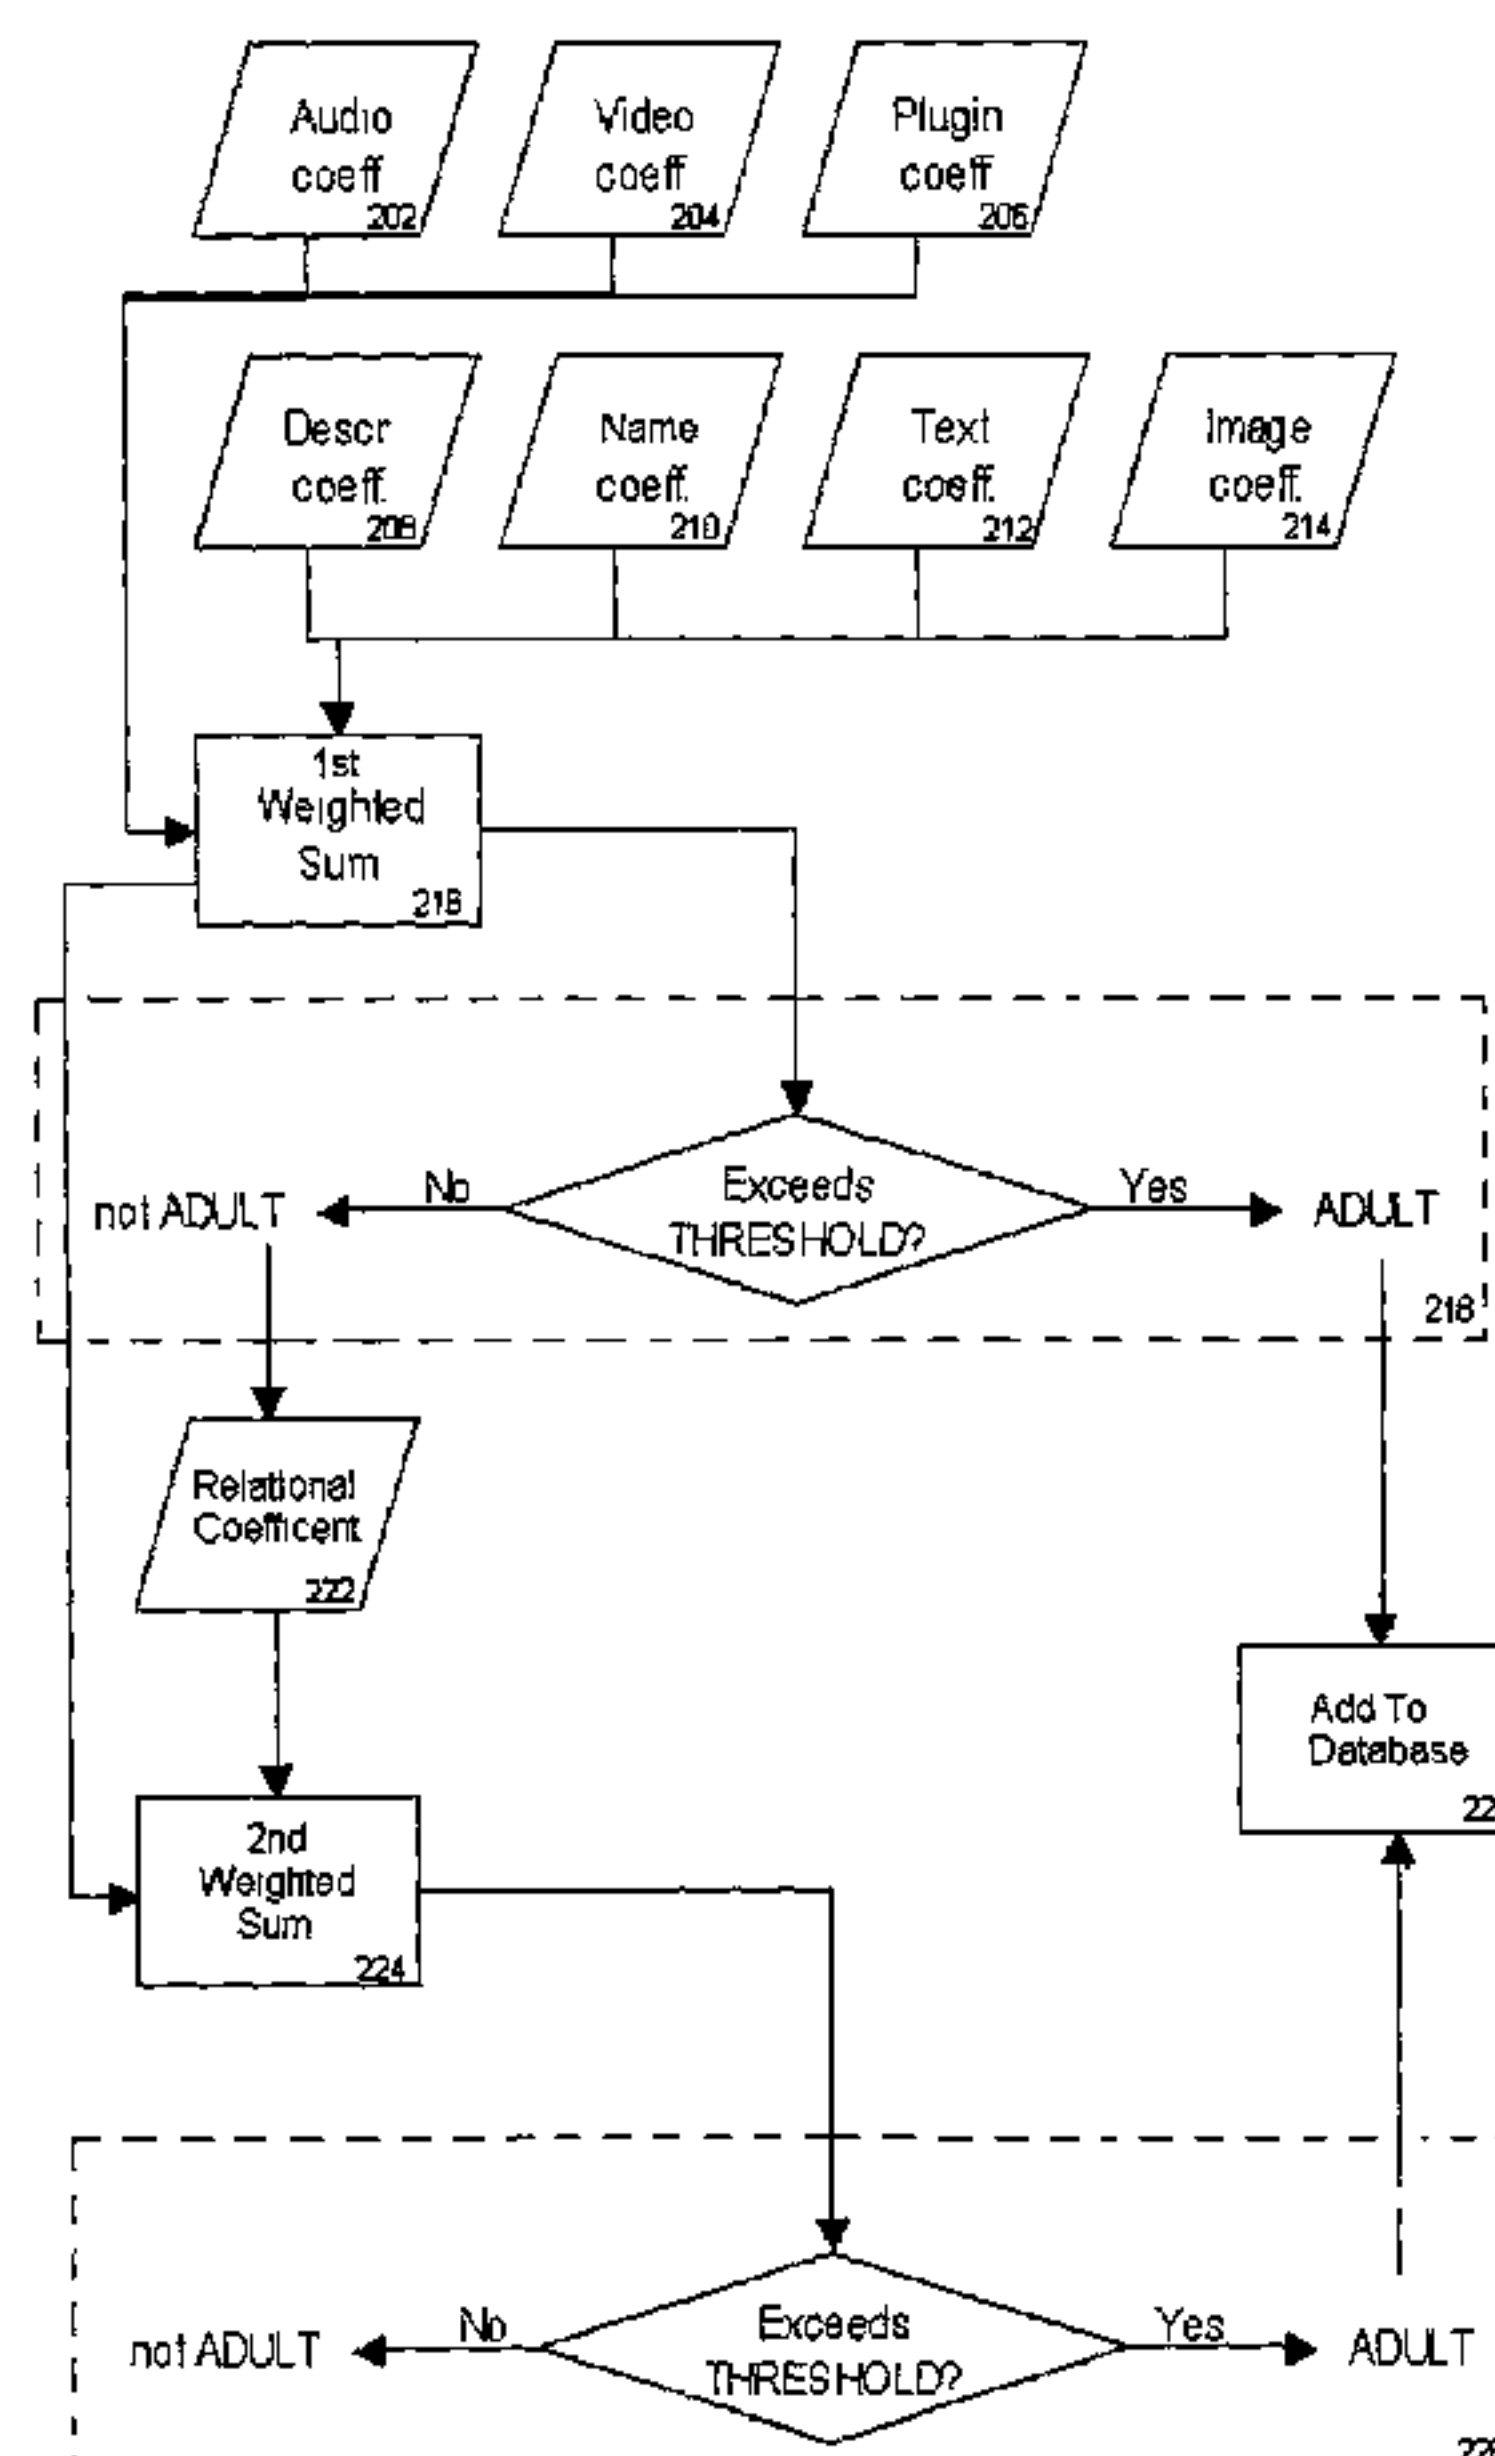 Audio
coeff
202
Video
coeff
204
Plugin
coeff
206
Descr
coeff.
208
Name
coeff.
210
Text
coeff.
212
Image
coeff.
214
1st
Weighted
Sum
216
Exceeds
THRESHOLD?
No
Yes
not ADULT
ADULT
Relational
Coefficent
222
Add To
Database
2nd
Weighted
Sum
224
Exceeds
THRESHOLD?
No
Yes
not ADULT
ADULT